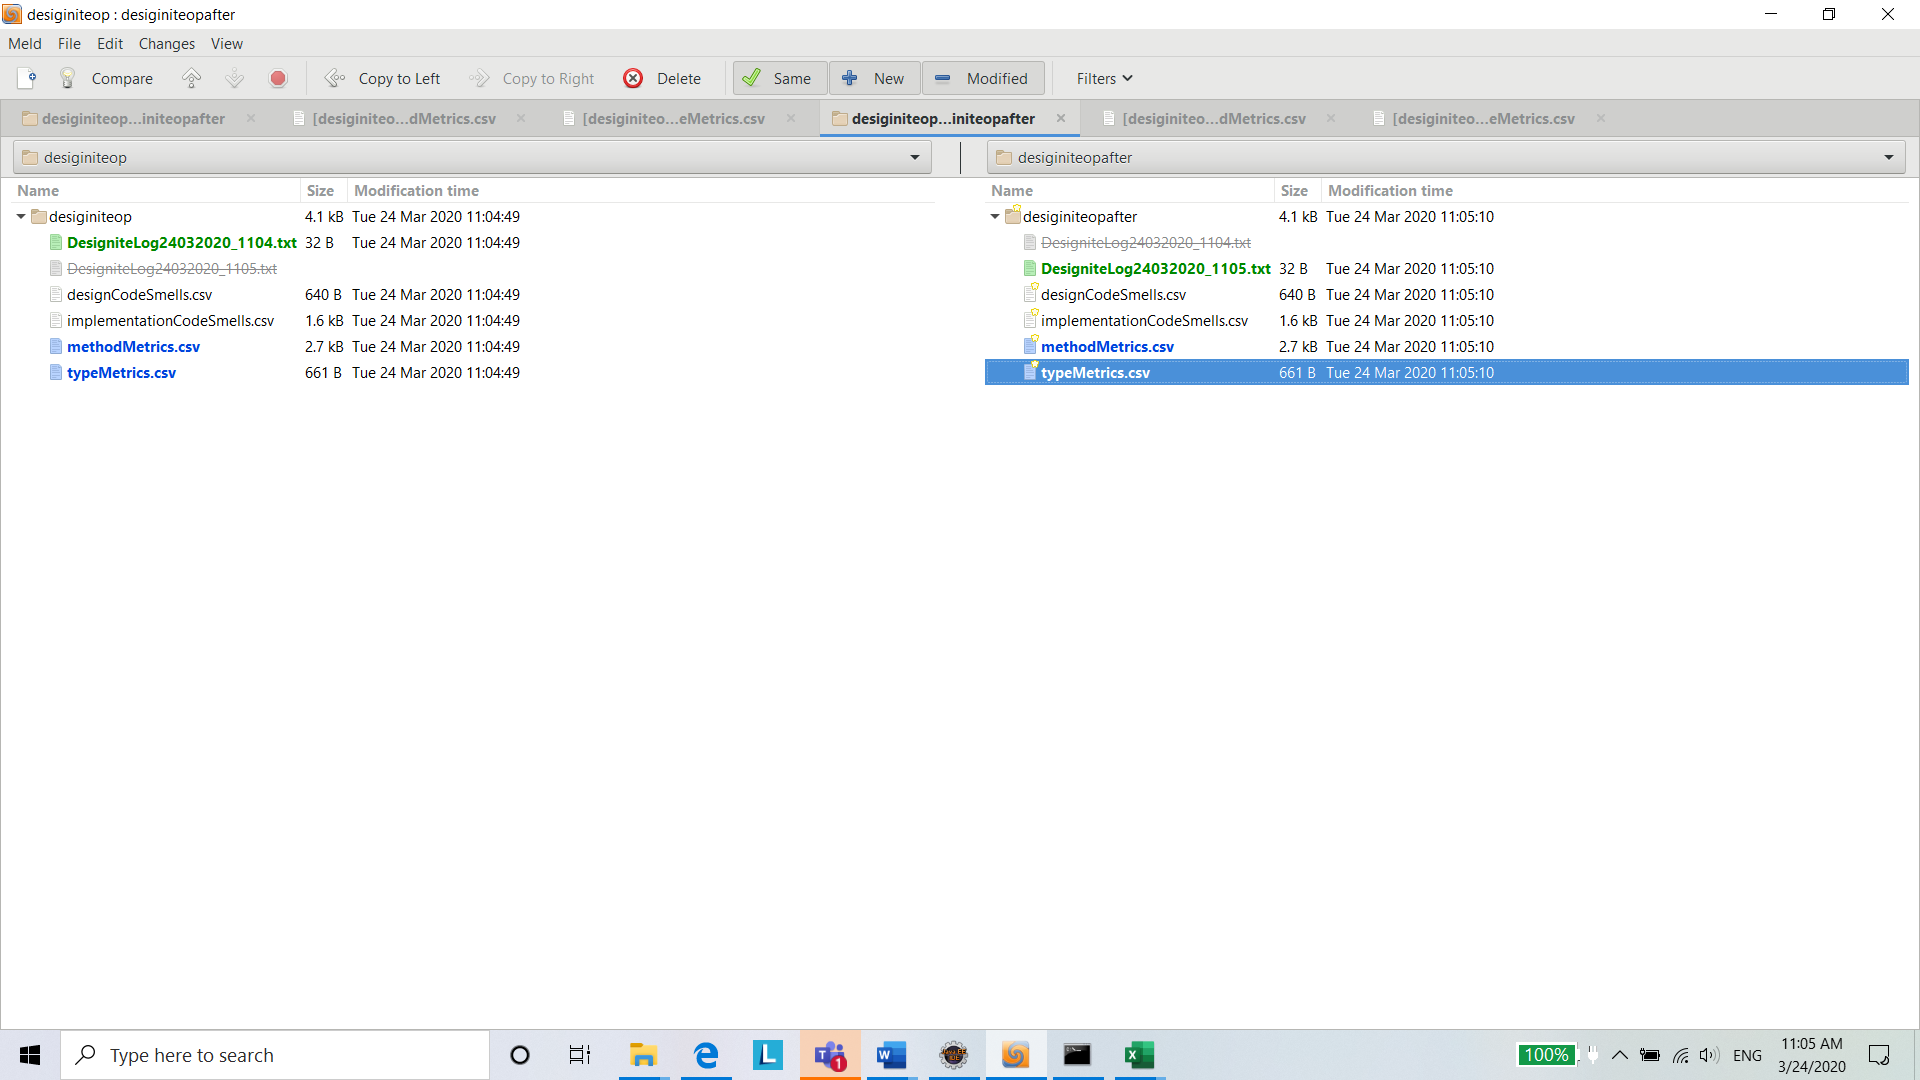 desiginiteop : desiginiteopafter
Meld File Edit Changes View
Compare Copy to Left Copy to Right Delete Same New Modified Filters
desiginiteop...initeopafter [desiginiteo...dMetrics.csv [desiginiteo...eMetrics.csv desiginiteop...initeopafter [desiginiteo...dMetrics.csv [desiginiteo...eMetrics.csv
desiginiteop desiginiteopafter
Name Size Modification time Name Size Modification time
desiginiteop 4.1 kB Tue 24 Mar 2020 11:04:49 desiginiteopafter 4.1 kB Tue 24 Mar 2020 11:05:10
DesigniteLog24032020_1104.txt 32 B Tue 24 Mar 2020 11:04:49 DesigniteLog24032020_1104.txt
DesigniteLog24032020_1105.txt DesigniteLog24032020_1105.txt 32 B Tue 24 Mar 2020 11:05:10
designCodeSmells.csv 640 B Tue 24 Mar 2020 11:04:49 designCodeSmells.csv 640 B Tue 24 Mar 2020 11:05:10
implementationCodeSmells.csv 1.6 kB Tue 24 Mar 2020 11:04:49 implementationCodeSmells.csv 1.6 kB Tue 24 Mar 2020 11:05:10
methodMetrics.csv 2.7 kB Tue 24 Mar 2020 11:04:49 methodMetrics.csv 2.7 kB Tue 24 Mar 2020 11:05:10
typeMetrics.csv 661 B Tue 24 Mar 2020 11:04:49 typeMetrics.csv 661 B Tue 24 Mar 2020 11:05:10
Type here to search L T 1 W X 100% ENG 11:05 AM
3/24/2020